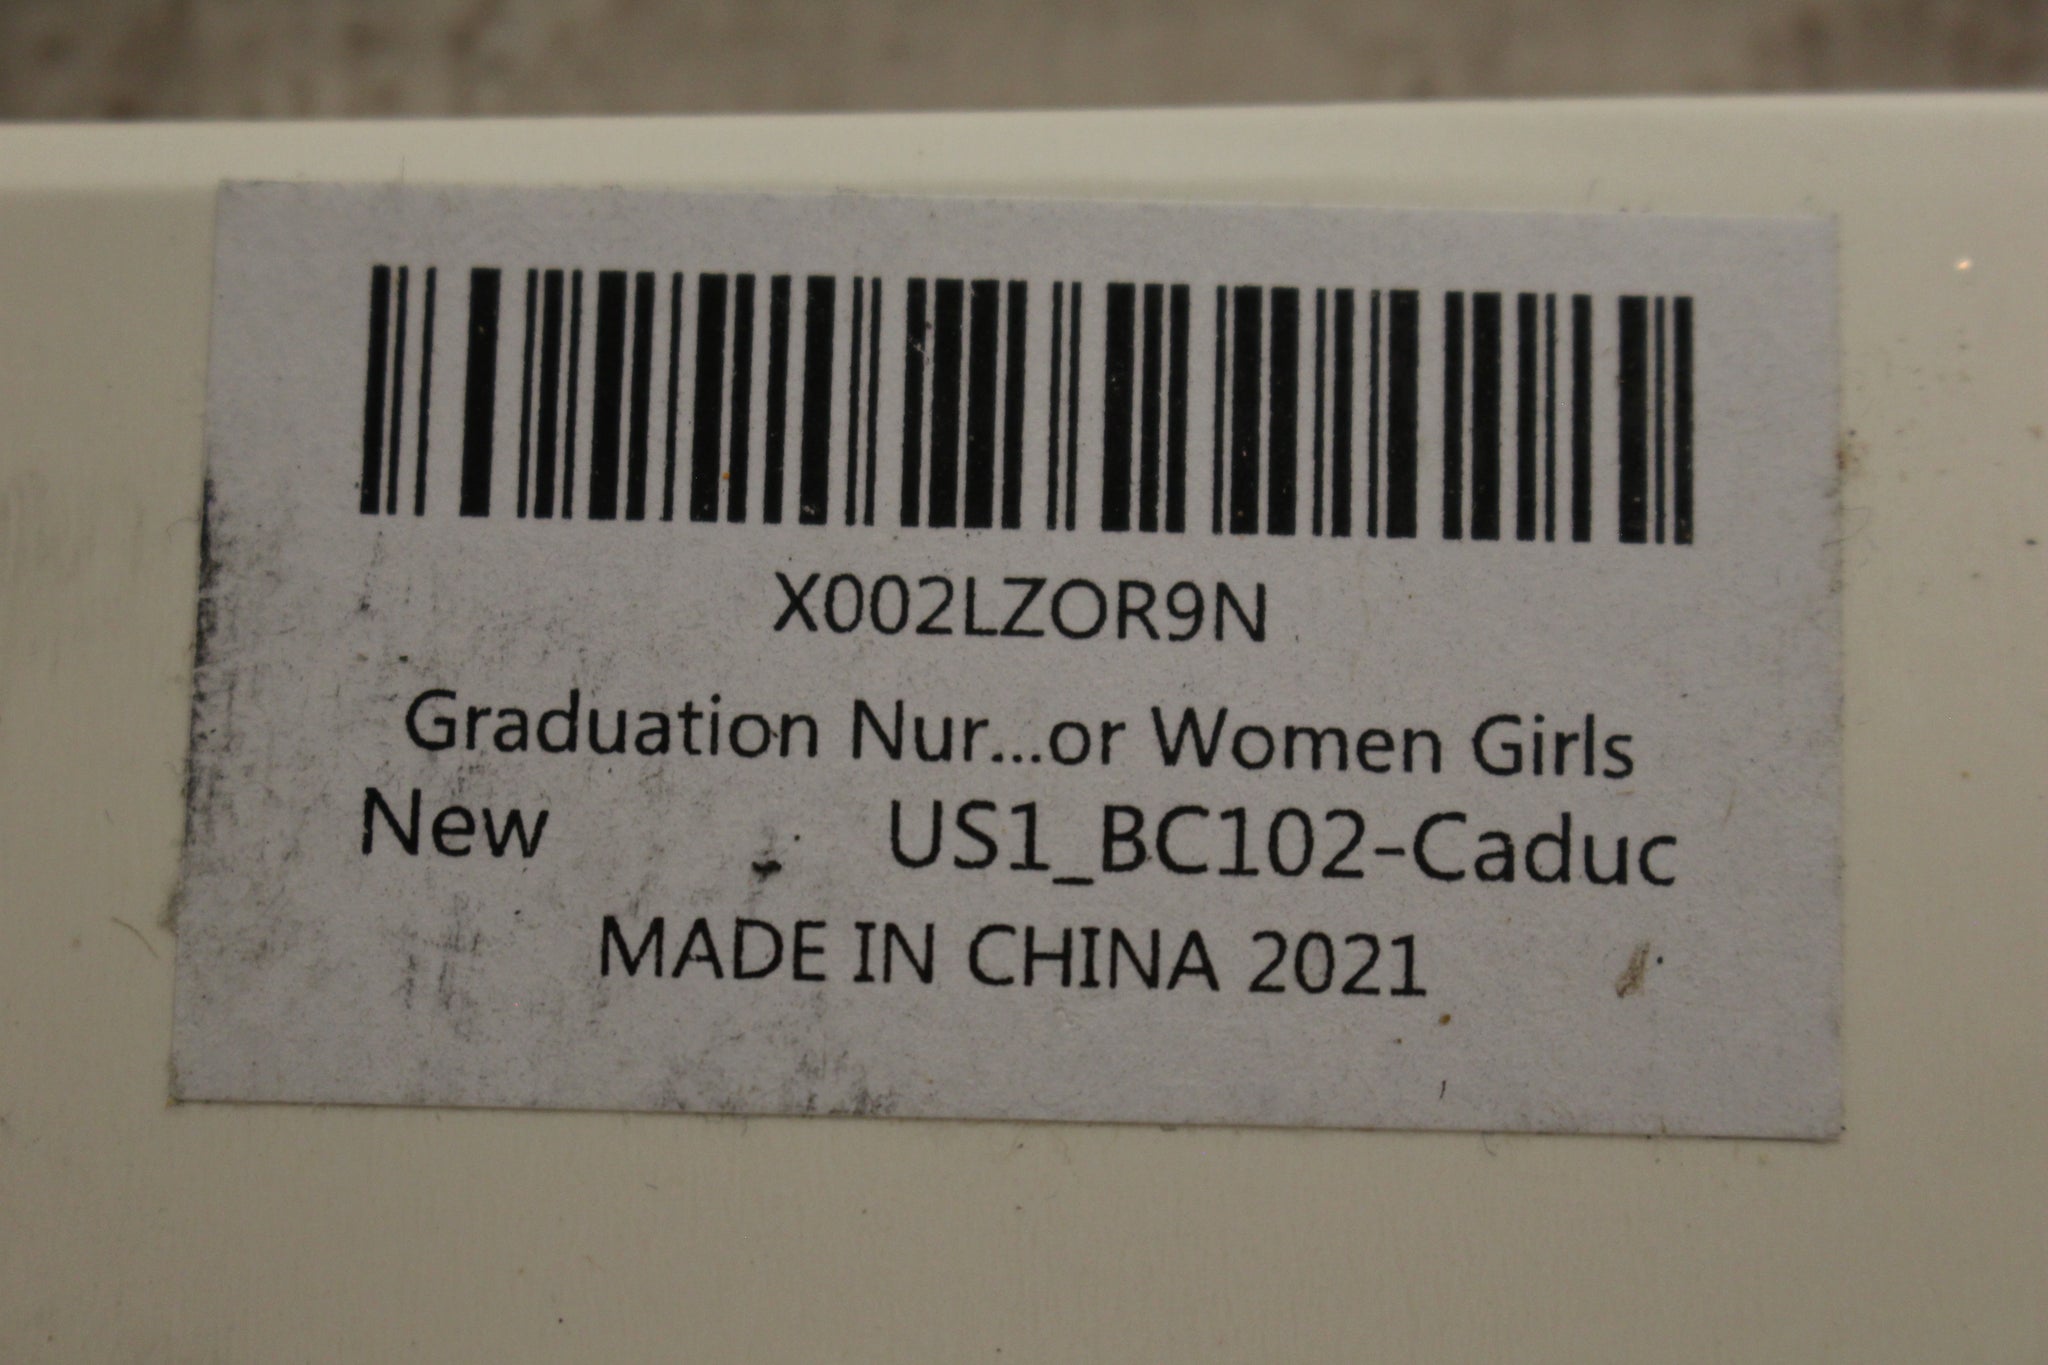 X002LZOR9N
Graduation Nur...or Women Girls
New US1_BC102-Caduc
MADE IN CHINA 2021